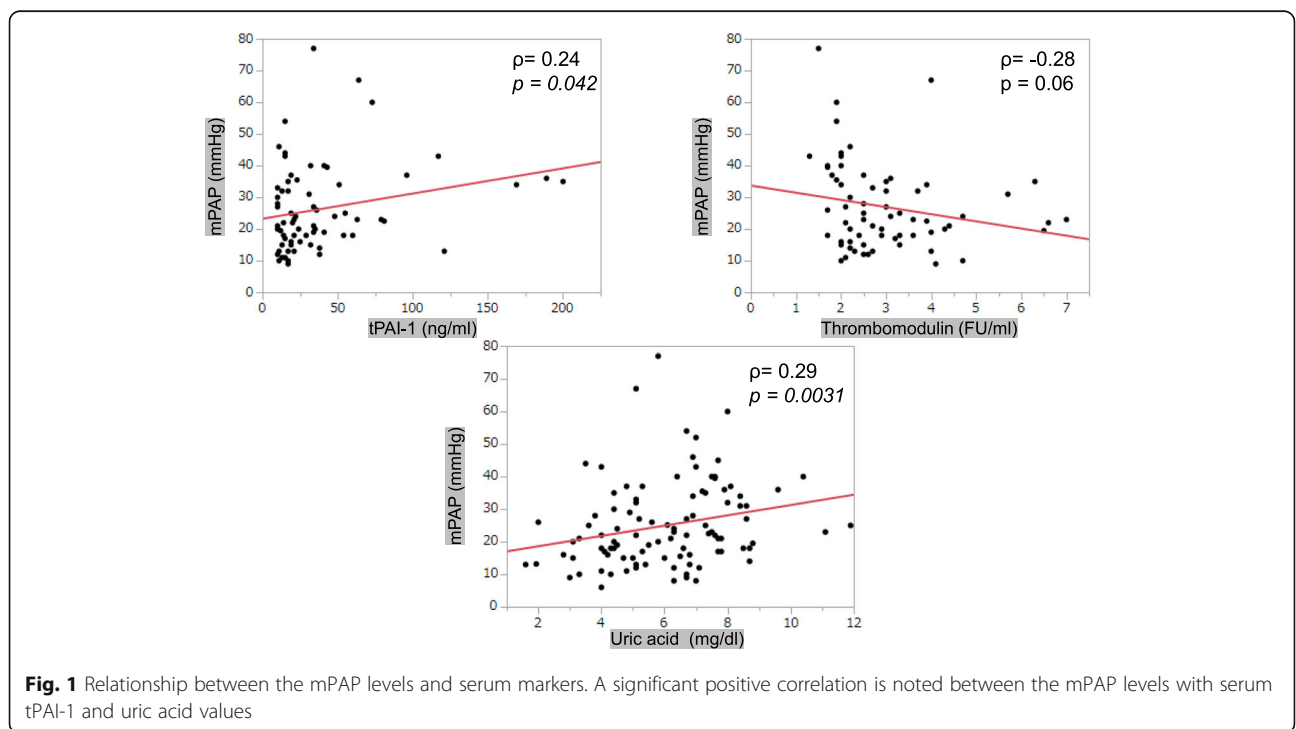 80
70
60
50
40
30
20
10
0
mPAP (mmHg)
ρ= 0.24
p = 0.042
0 50 100 150 200
tPAI-1 (ng/ml)
80
70
60
50
40
30
20
10
0
mPAP (mmHg)
ρ= -0.28
p = 0.06
0 1 2 3 4 5 6 7
Thrombomodulin (FU/ml)
80
70
60
50
40
30
20
10
0
mPAP (mmHg)
ρ= 0.29
p = 0.0031
2 4 6 8 10 12
Uric acid (mg/dl)
Fig. 1 Relationship between the mPAP levels and serum markers. A significant positive correlation is noted between the mPAP levels with serum
tPAI-1 and uric acid values